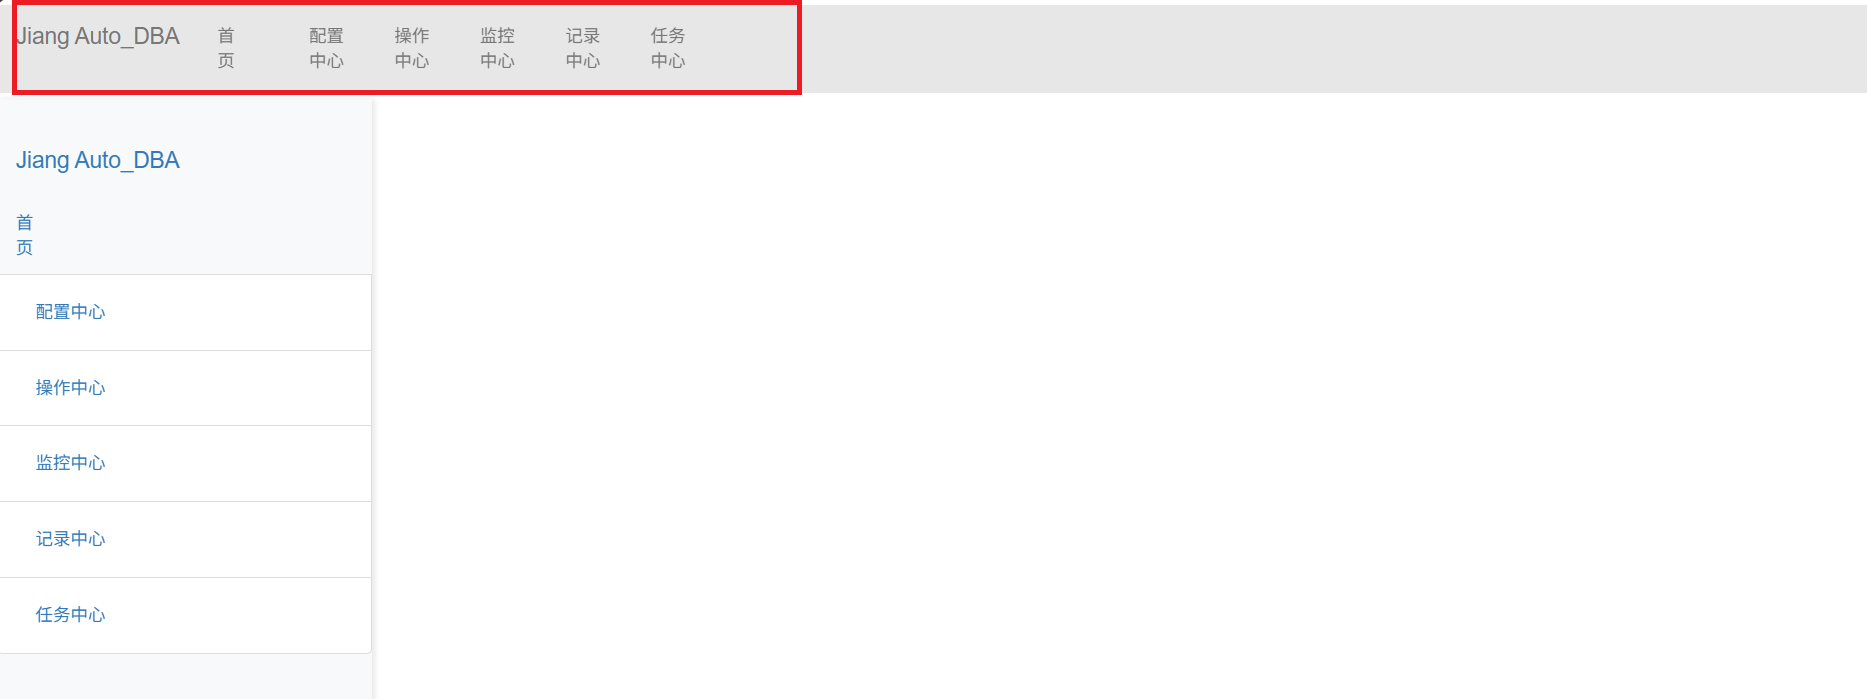 Jiang Auto_DBA
首
页
配置
中心
操作
中心
监控
中心
记录
中心
任务
中心
Jiang Auto_DBA
首
页
配置中心
操作中心
监控中心
记录中心
任务中心